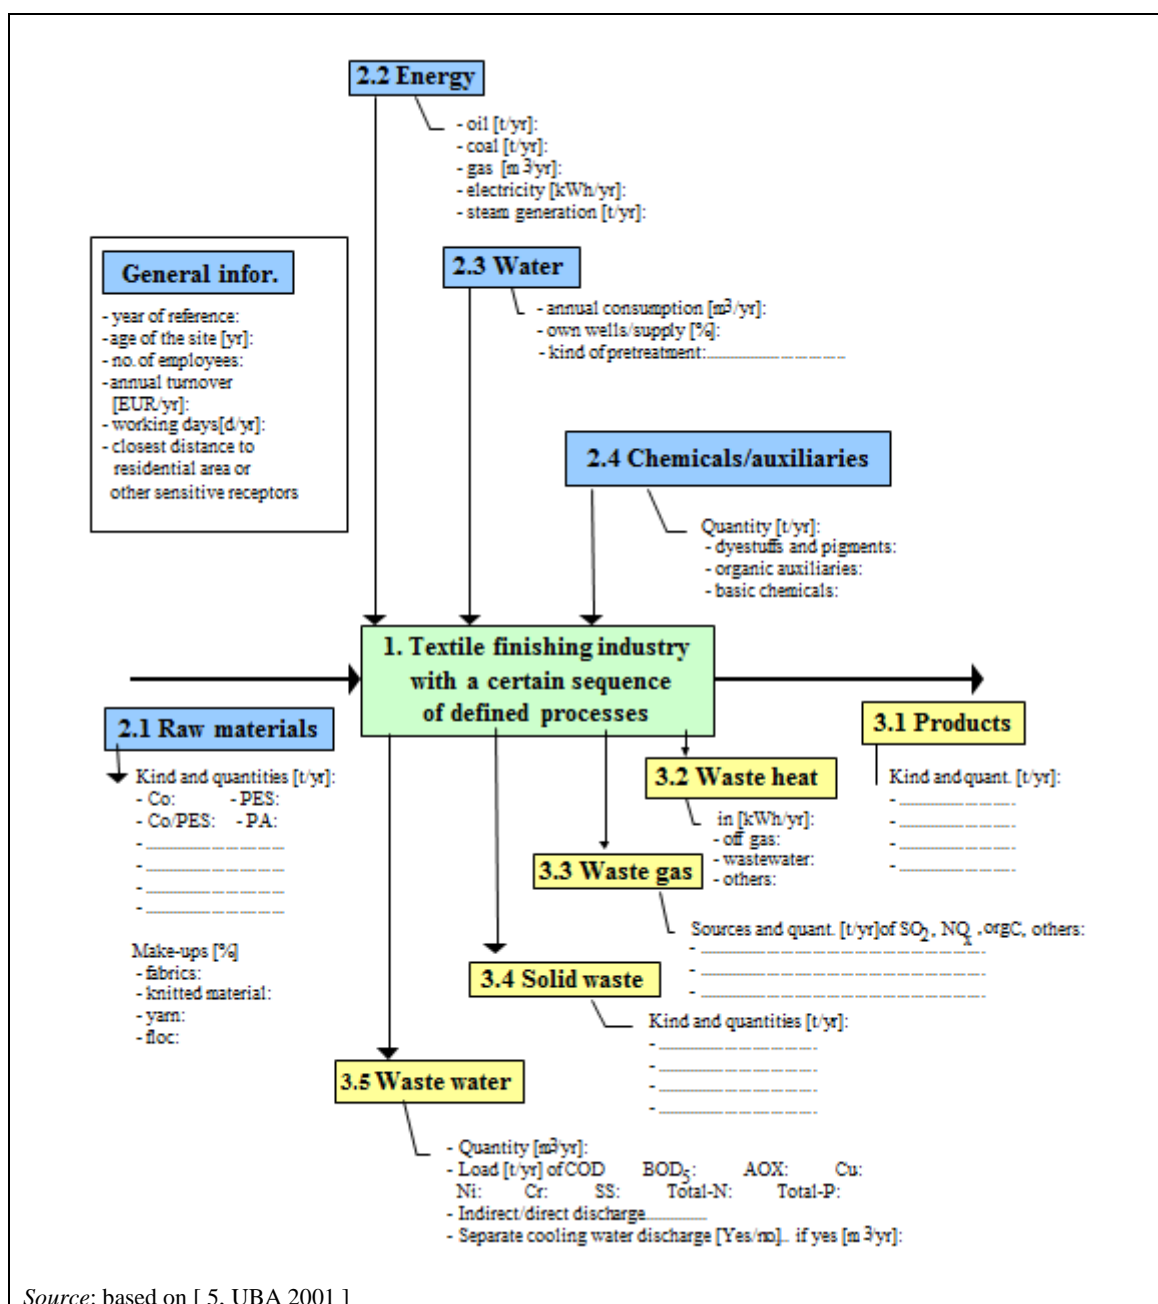 2.2 Energy
- oil [t/yr]:
- coal [t/yr]:
- gas [m3/yr]:
- electricity [kWh/yr]:
- steam generation [t/yr]:
General infor.
- year of reference:
- age of the site [yr]:
- no. of employees:
- annual turnover
[EUR/yr]:
- working days[d/yr]:
- closest distance to
residential area or
other sensitive receptors
2.3 Water
- annual consumption [m3/yr]:
- own wells/supply [%]:
- kind of pretreatment:
2.4 Chemicals/auxiliaries
Quantity [t/yr]:
- dyestuffs and pigments:
- organic auxiliaries:
- basic chemicals:
1. Textile finishing industry
with a certain sequence
of defined processes
2.1 Raw materials
Kind and quantities [t/yr]:
- Co: - PES:
- Co/PES: - PA:
-
-
-
-
Make-ups [%]
- fabrics:
- knitted material:
- yarn:
- floc:
3.1 Products
Kind and quant. [t/yr]:
-
-
-
-
3.2 Waste heat
in [kWh/yr]:
- off gas:
- wastewater:
- others:
3.3 Waste gas
Sources and quant. [t/yr]of SO2, NOx, orgC, others:
-
-
-
3.4 Solid waste
Kind and quantities [t/yr]:
-
-
-
-
3.5 Waste water
- Quantity [m3/yr]:
- Load [t/yr] of COD BOD5: AOX: Cu:
Ni: Cr: SS: Total-N: Total-P:
- Indirect/direct discharge
- Separate cooling water discharge [Yes/no]... if yes [m3/yr]:
Source: based on [ 5, UBA 2001 ]